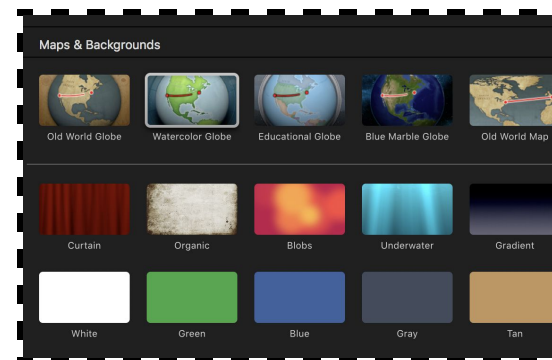 Maps & Backgrounds
Old World Globe Watercolor Globe Educational Globe Blue Marble Globe Old World Map
Curtain Organic Blobs Underwater Gradient
White Green Blue Gray Tan